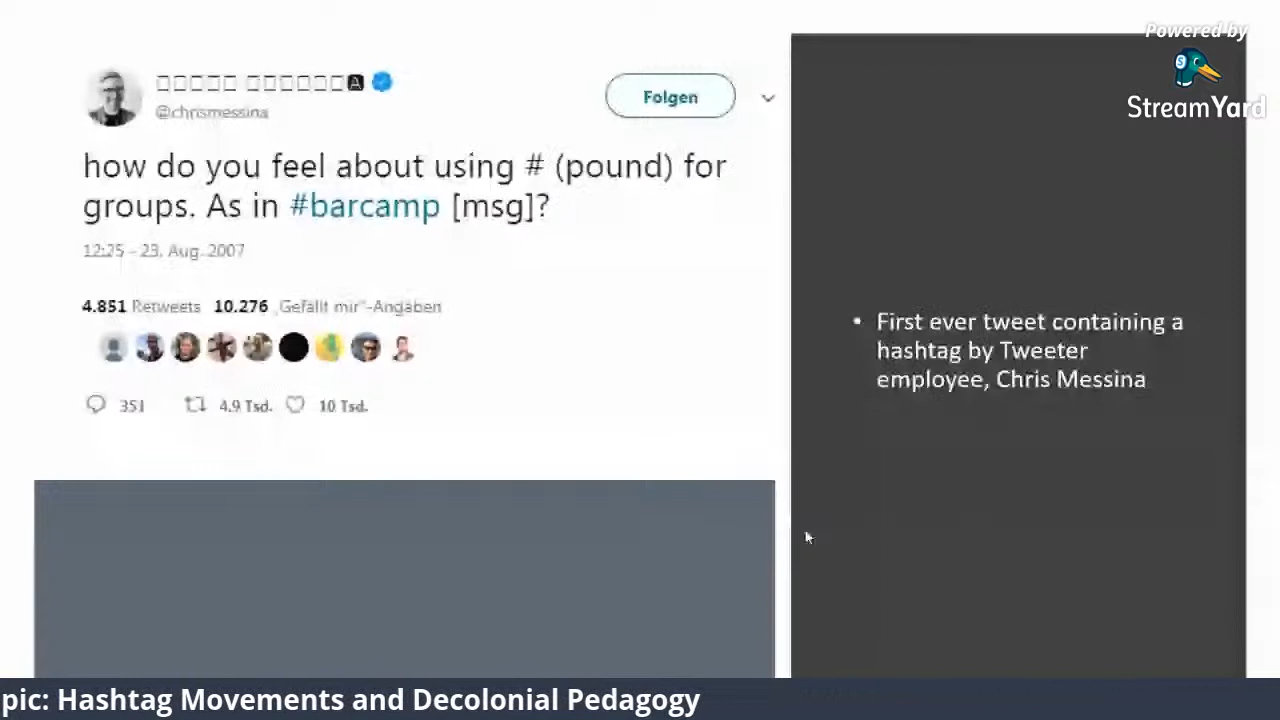 Powered by
StreamYard
□□□□□ □□□□□□🅰
@chrismessina
Folgen
how do you feel about using # (pound) for
groups. As in #barcamp [msg]?
12:25 - 23. Aug. 2007
4.851 Retweets 10.276 „Gefällt mir“-Angaben
351 4.9 Tsd. 10 Tsd.
• First ever tweet containing a
hashtag by Tweeter
employee, Chris Messina
pic: Hashtag Movements and Decolonial Pedagogy